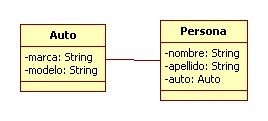 Auto
-marca: String
-modelo: String
Persona
-nombre: String
-apellido: String
-auto: Auto